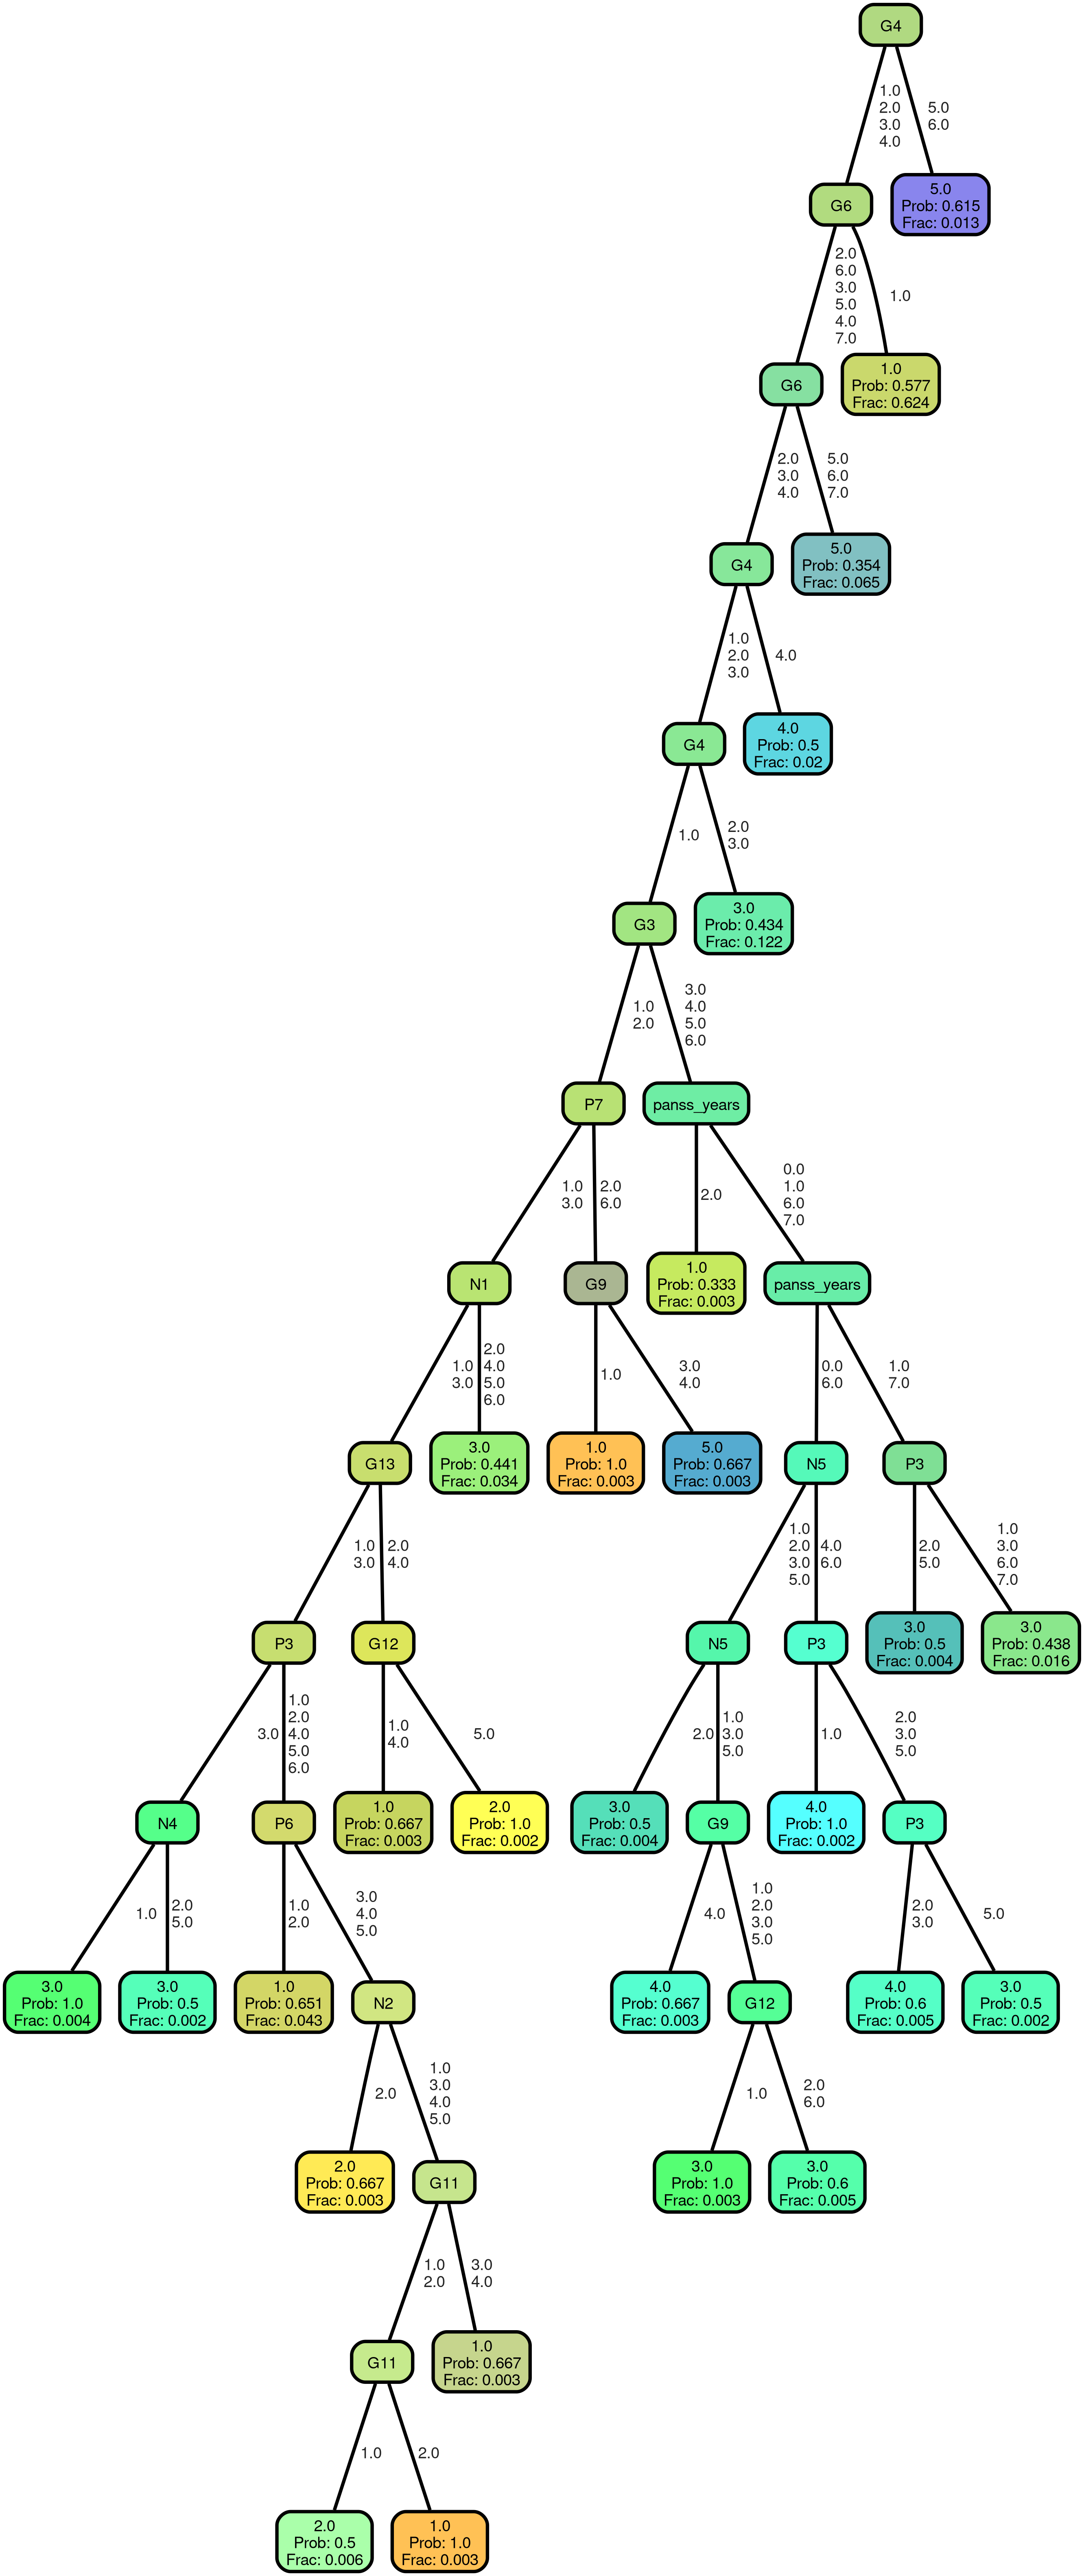 G4
1.0
2.0
3.0
4.0
5.0
6.0
G6
5.0
Prob: 0.615
Frac: 0.013
2.0
6.0
3.0
5.0
4.0
7.0
1.0
G6
1.0
Prob: 0.577
Frac: 0.624
2.0
3.0
4.0
5.0
6.0
7.0
G4
5.0
Prob: 0.354
Frac: 0.065
1.0
2.0
3.0
4.0
G4
4.0
Prob: 0.5
Frac: 0.02
1.0
2.0
3.0
G3
3.0
Prob: 0.434
Frac: 0.122
1.0
2.0
3.0
4.0
5.0
6.0
P7
panss_years
1.0
3.0
2.0
6.0
2.0
0.0
1.0
6.0
7.0
N1
G9
1.0
Prob: 0.333
Frac: 0.003
panss_years
1.0
3.0
2.0
4.0
5.0
6.0
1.0
3.0
4.0
0.0
6.0
1.0
7.0
G13
3.0
Prob: 0.441
Frac: 0.034
1.0
Prob: 1.0
Frac: 0.003
5.0
Prob: 0.667
Frac: 0.003
N5
P3
1.0
3.0
2.0
4.0
1.0
2.0
3.0
5.0
4.0
6.0
2.0
5.0
1.0
3.0
6.0
7.0
P3
G12
N5
P3
3.0
Prob: 0.5
Frac: 0.004
3.0
Prob: 0.438
Frac: 0.016
3.0
1.0
2.0
4.0
5.0
6.0
1.0
4.0
5.0
2.0
1.0
3.0
5.0
1.0
2.0
3.0
5.0
N4
P6
1.0
Prob: 0.667
Frac: 0.003
2.0
Prob: 1.0
Frac: 0.002
3.0
Prob: 0.5
Frac: 0.004
G9
4.0
Prob: 1.0
Frac: 0.002
P3
1.0
2.0
5.0
1.0
2.0
3.0
4.0
5.0
4.0
1.0
2.0
3.0
5.0
2.0
3.0
5.0
3.0
Prob: 1.0
Frac: 0.004
3.0
Prob: 0.5
Frac: 0.002
1.0
Prob: 0.651
Frac: 0.043
N2
4.0
Prob: 0.667
Frac: 0.003
G12
4.0
Prob: 0.6
Frac: 0.005
3.0
Prob: 0.5
Frac: 0.002
2.0
1.0
3.0
4.0
5.0
1.0
2.0
6.0
2.0
Prob: 0.667
Frac: 0.003
G11
3.0
Prob: 1.0
Frac: 0.003
3.0
Prob: 0.6
Frac: 0.005
1.0
2.0
3.0
4.0
G11
1.0
Prob: 0.667
Frac: 0.003
1.0
2.0
2.0
Prob: 0.5
Frac: 0.006
1.0
Prob: 1.0
Frac: 0.003